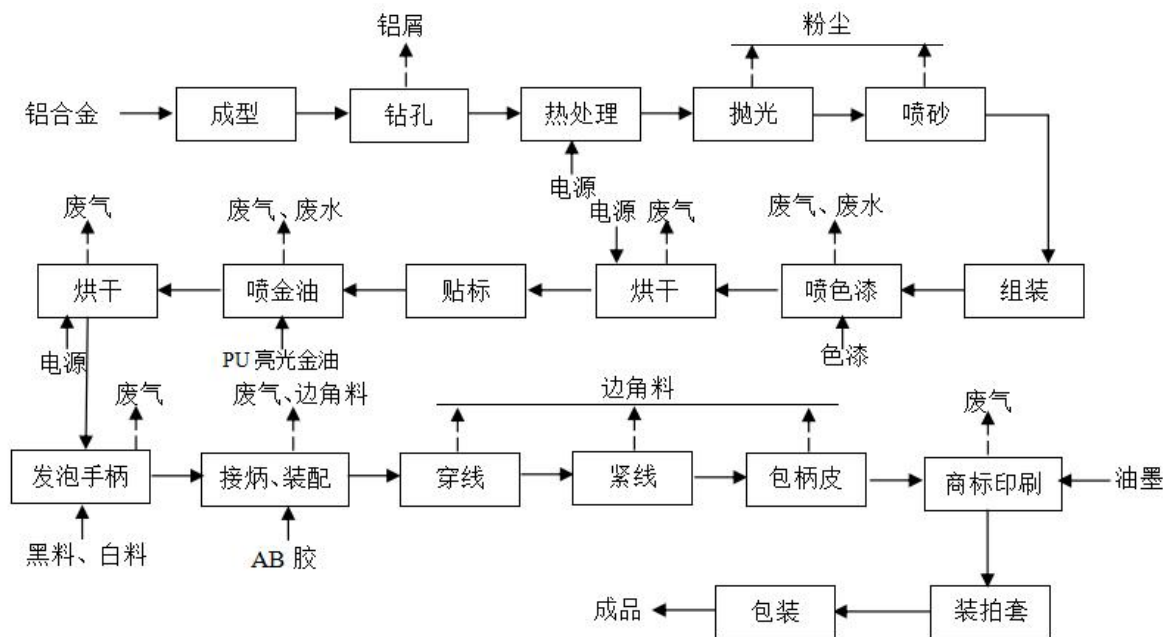 铝屑
粉尘
铝合金
成型
钻孔
热处理
抛光
喷砂
电源
废气
废气、废水
电源
废气
废气、废水
烘干
喷金油
贴标
烘干
喷色漆
组装
电源
PU 亮光金油
色漆
废气
废气、边角料
边角料
废气
发泡手柄
接炳、装配
穿线
紧线
包柄皮
商标印刷
油墨
黑料、白料
AB 胶
成品
包装
装拍套